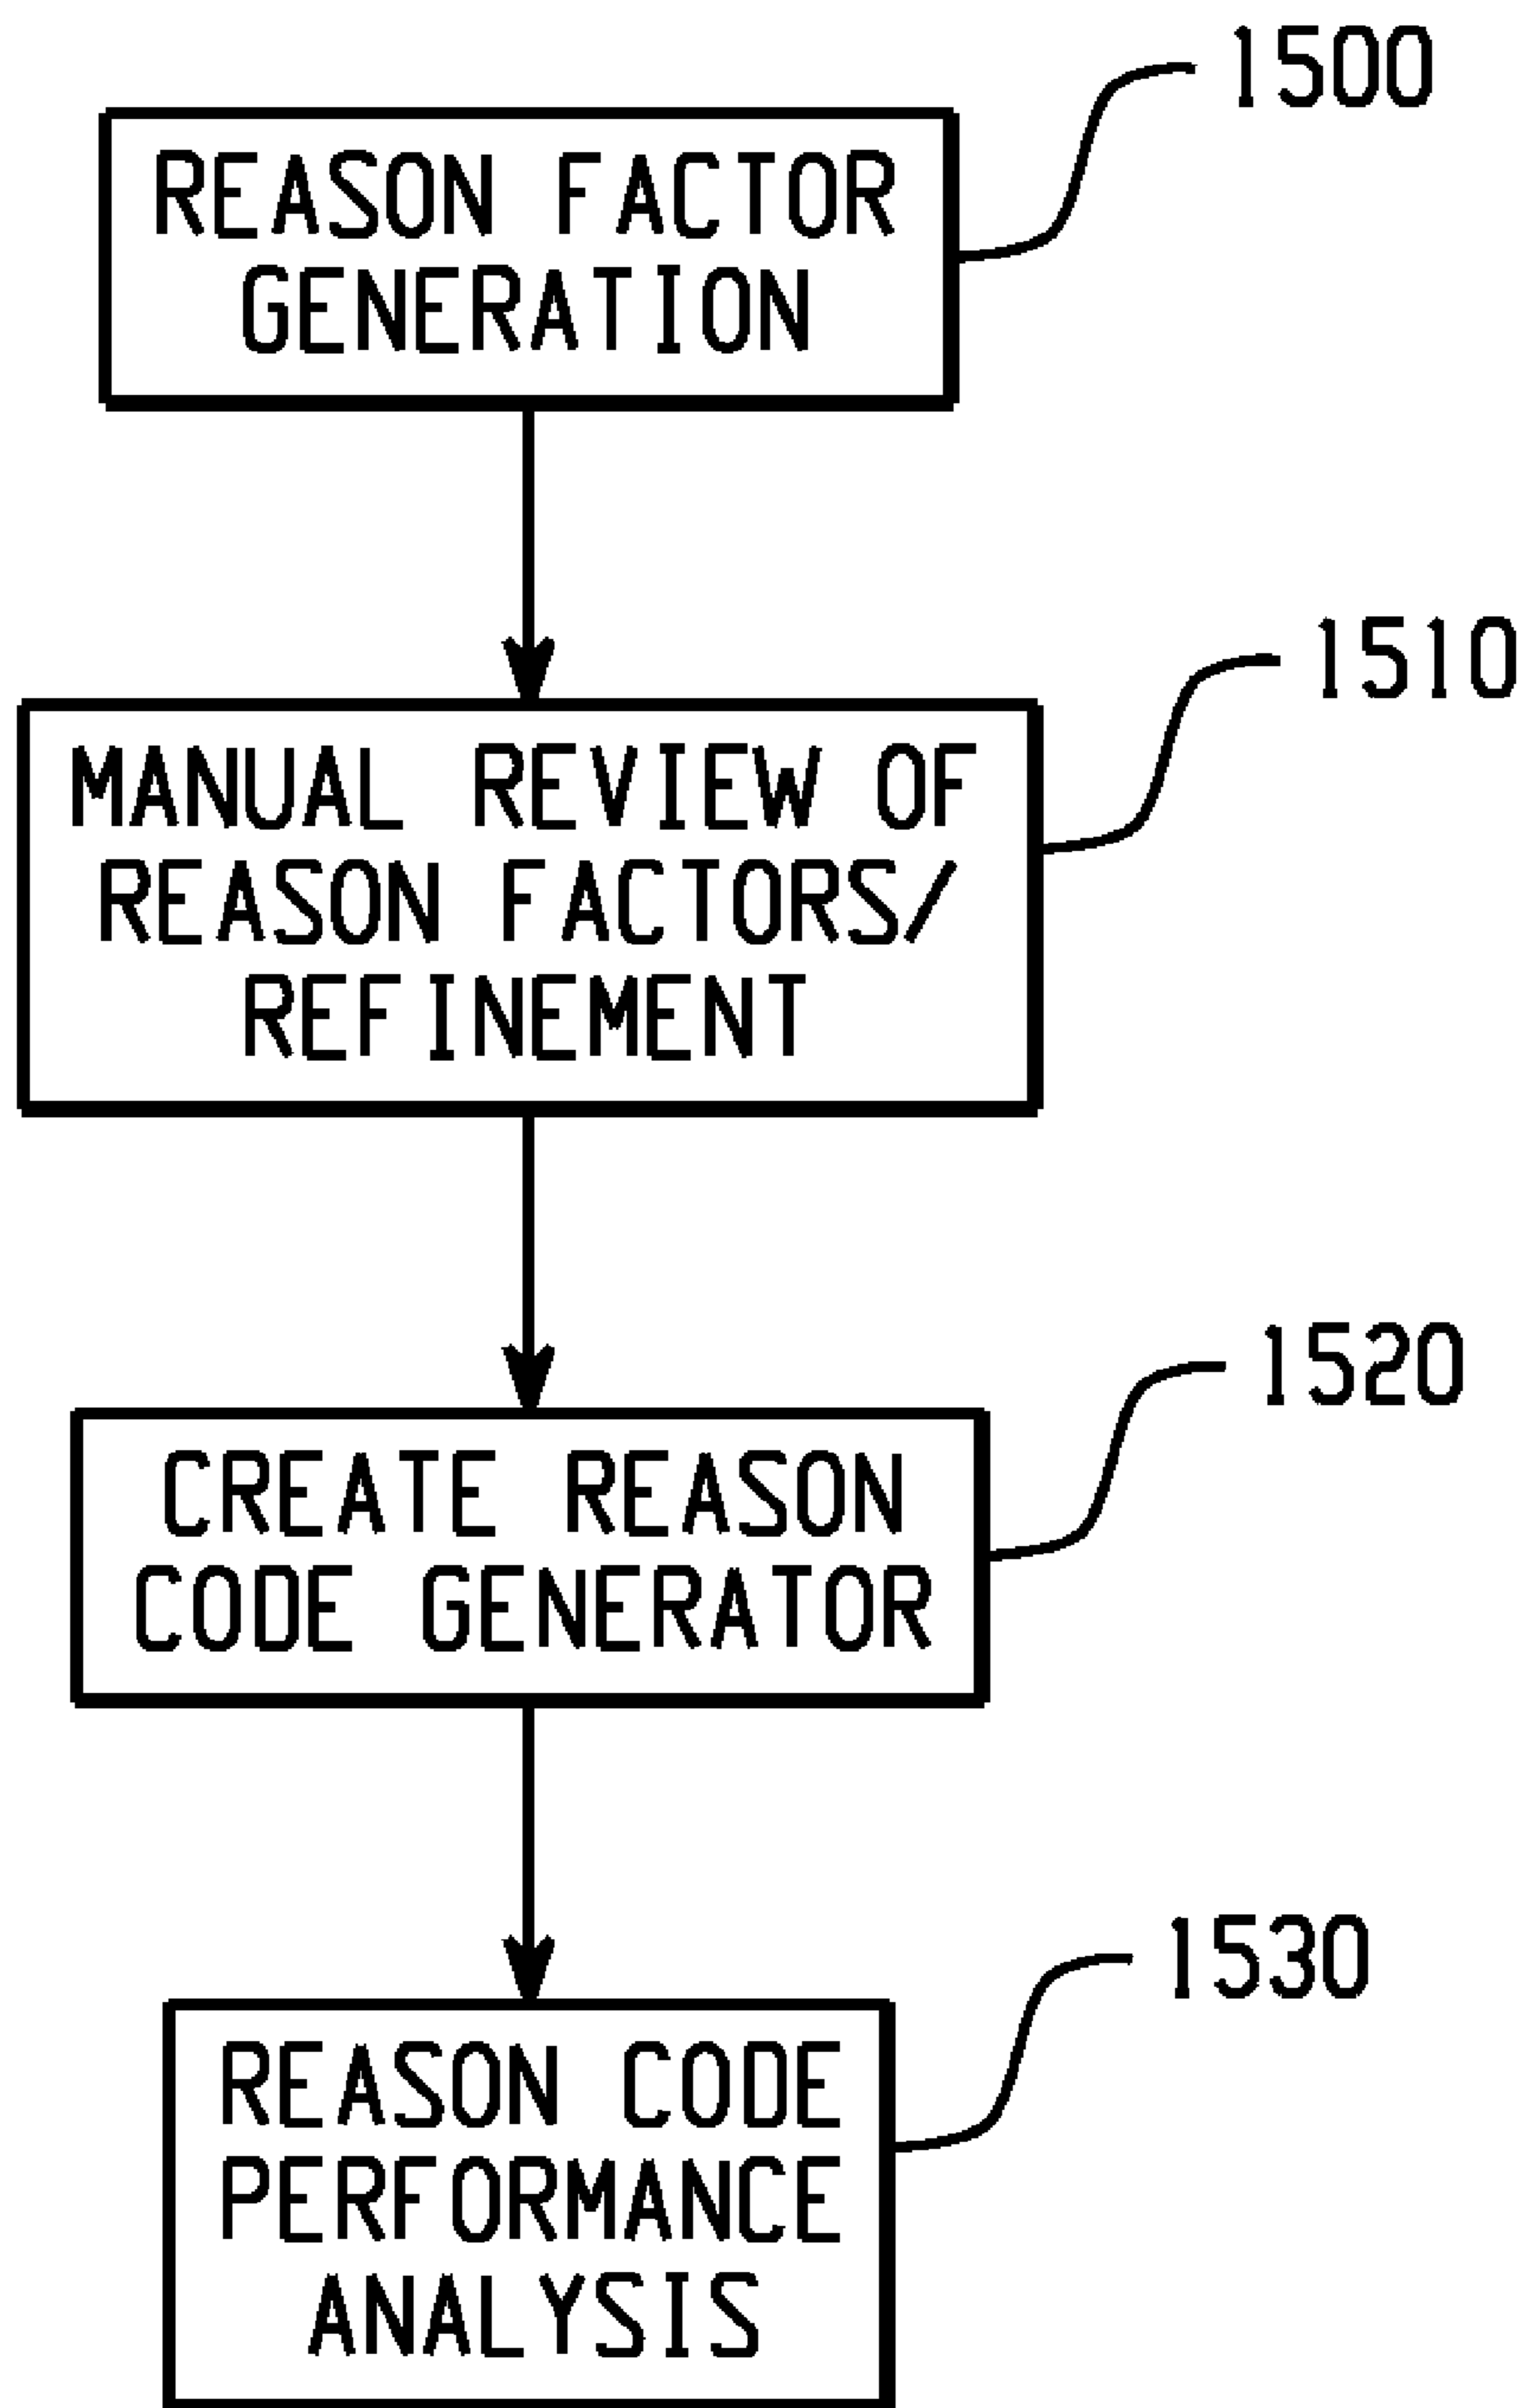 1500
REASON FACTOR
GENERATION
1510
MANUAL REVIEW OF
REASON FACTORS/
REFINEMENT
1520
CREATE REASON
CODE GENERATOR
1530
REASON CODE
PERFORMANCE
ANALYSIS